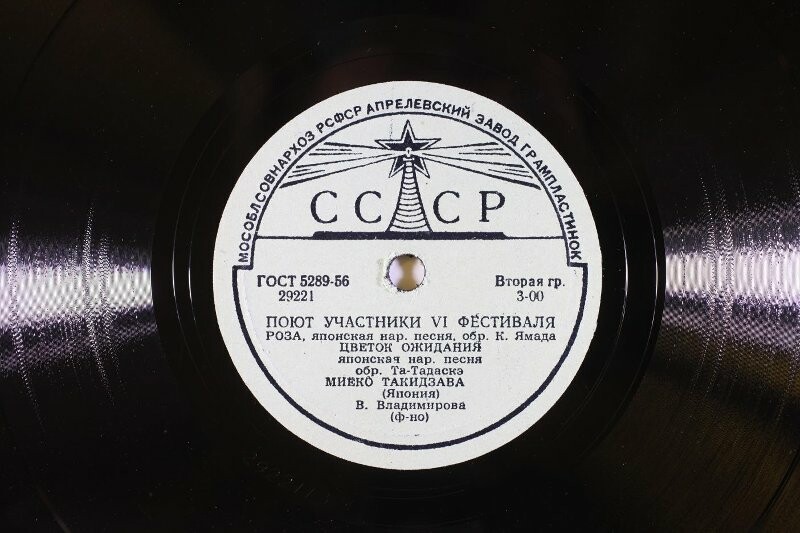 МОСОБЛСОВНАРХОЗ РСФСР АПРЕЛЕВСКИЙ ЗАВОД ГРАМПЛАСТИНОК
СССР
ГОСТ 5289-56
29221
Вторая гр.
3-00
ПОЮТ УЧАСТНИКИ VI ФЕСТИВАЛЯ
РОЗА, японская нар. песня, обр. К. Ямада
ЦВЕТОК ОЖИДАНИЯ
японская нар. песня
обр. Та-Тадаскэ
МИЕКО ТАКИДЗАВА
(Япония)
В. Владимирова
(ф-но)